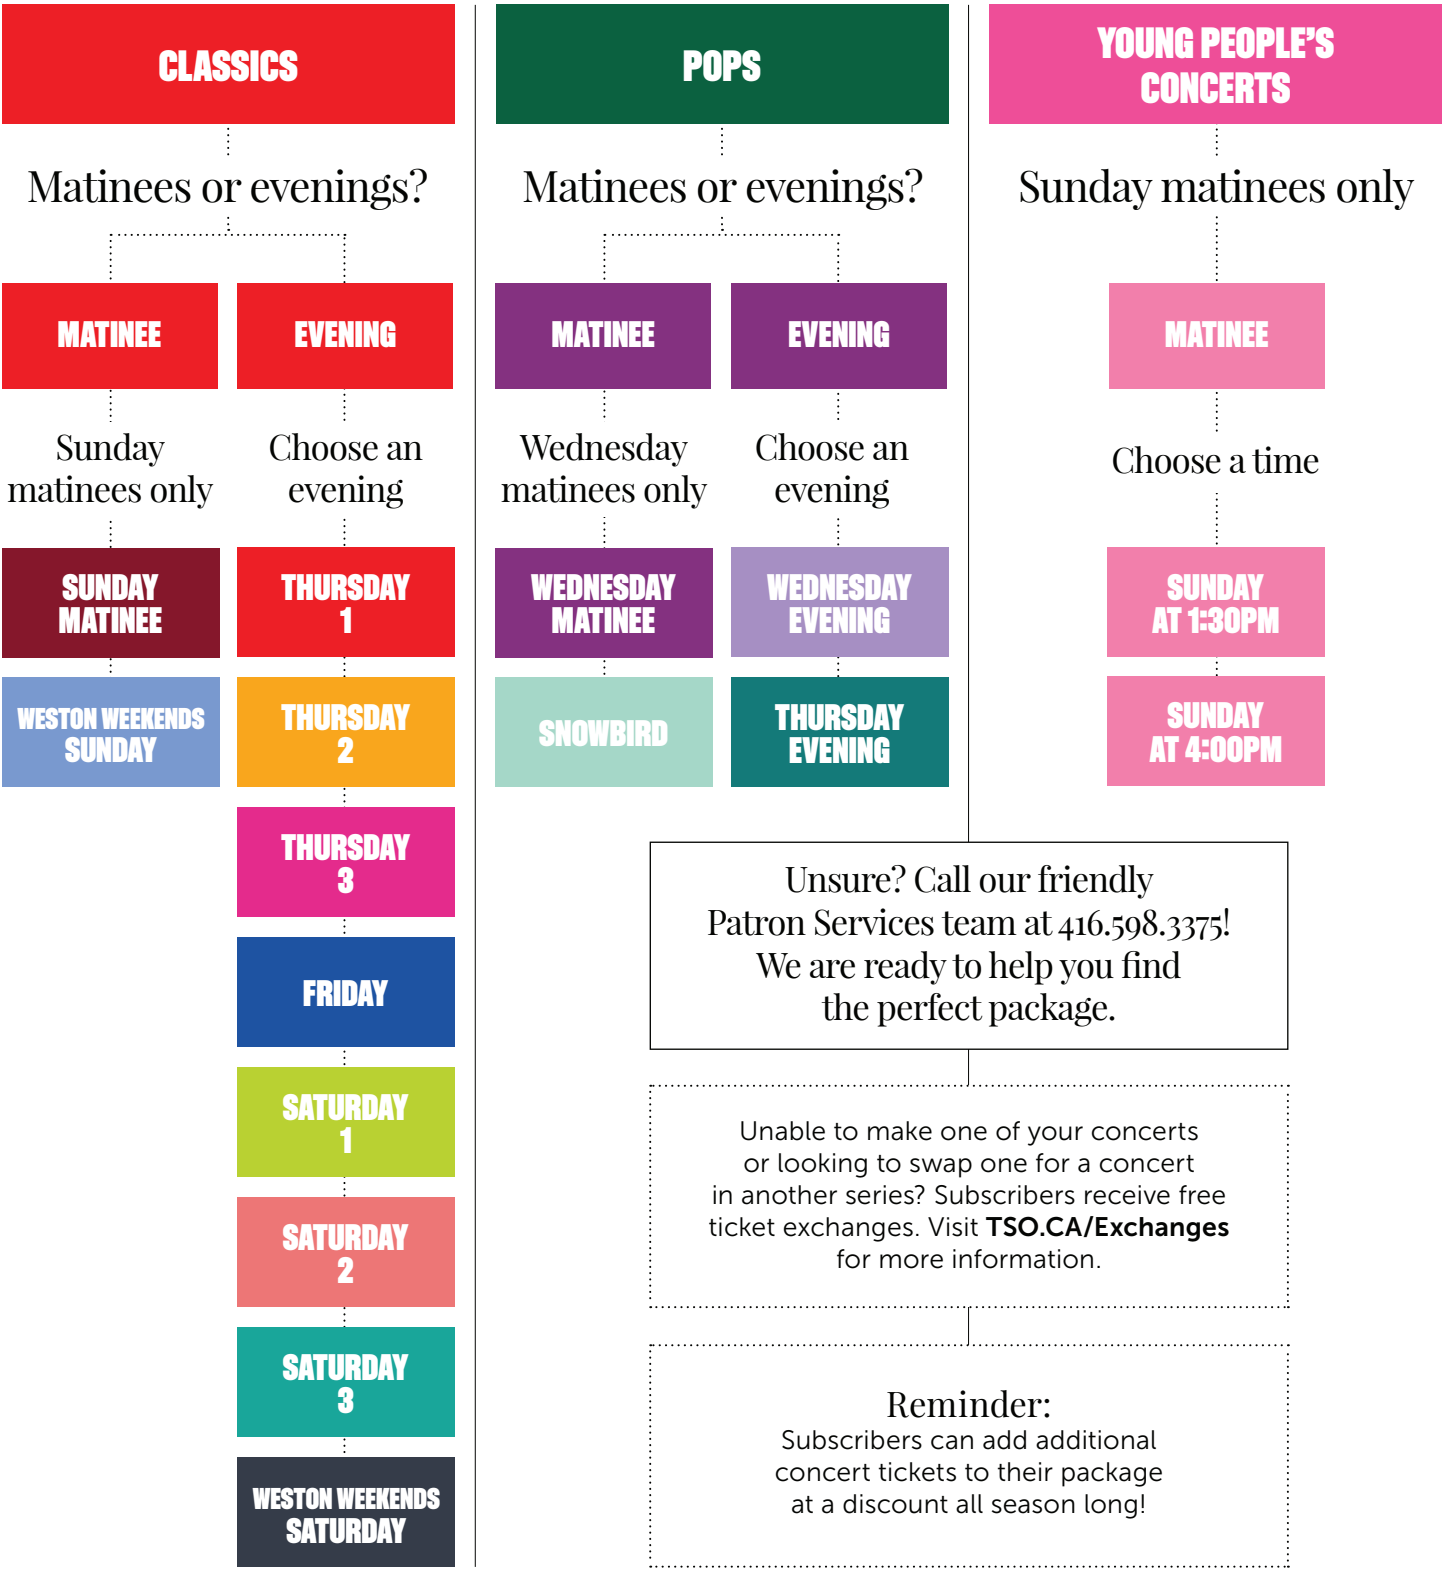 CLASSICS
Matinees or evenings?
MATINEE
Sunday
matinees only
SUNDAY
MATINEE
WESTON WEEKENDS
SUNDAY
EVENING
Choose an
evening
THURSDAY
1
THURSDAY
2
THURSDAY
3
FRIDAY
SATURDAY
1
SATURDAY
2
SATURDAY
3
WESTON WEEKENDS
SATURDAY
POPS
Matinees or evenings?
MATINEE
Wednesday
matinees only
WEDNESDAY
MATINEE
SNOWBIRD
EVENING
Choose an
evening
WEDNESDAY
EVENING
THURSDAY
EVENING
YOUNG PEOPLE'S
CONCERTS
Sunday matinees only
MATINEE
Choose a time
SUNDAY
AT 1:30PM
SUNDAY
AT 4:00PM
Unsure? Call our friendly
Patron Services team at 416.598.3375!
We are ready to help you find
the perfect package.
Unable to make one of your concerts
or looking to swap one for a concert
in another series? Subscribers receive free
ticket exchanges. Visit TSO.CA/Exchanges
for more information.
Reminder:
Subscribers can add additional
concert tickets to their package
at a discount all season long!